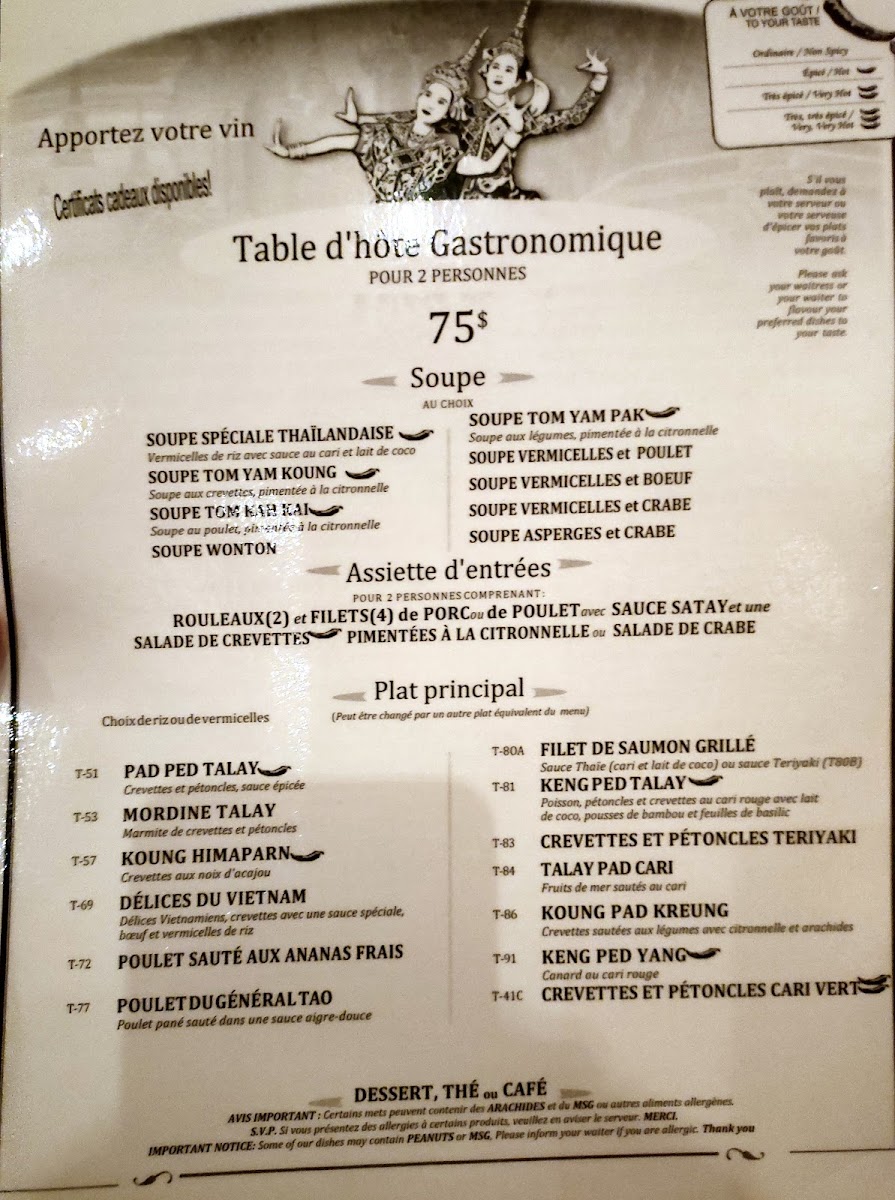 À VOTRE GOÛT /
TO YOUR TASTE
Ordinaire / Non Spicy
Épicé / Hot
Très épicé / Very Hot
Très, très épicé /
Very, Very Hot
Apportez votre vin
Certificats cadeaux disponibles!
S'il vous
plaît, demandez à
votre serveur ou
votre serveuse
d'épicer vos plats
favoris à
votre goût.
Please ask
your waitress or
your waiter to
flavour your
preferred dishes to
your taste.
Table d'hôte Gastronomique
POUR 2 PERSONNES
75$
Soupe
AU CHOIX
SOUPE SPÉCIALE THAÏLANDAISE
Vermicelles de riz avec sauce au cari et lait de coco
SOUPE TOM YAM KOUNG
Soupe aux crevettes, pimentée à la citronnelle
SOUPE TOM KAH KAI
Soupe au poulet, pimentée à la citronnelle
SOUPE WONTON
SOUPE TOM YAM PAK
Soupe aux légumes, pimentée à la citronnelle
SOUPE VERMICELLES et POULET
SOUPE VERMICELLES et BOEUF
SOUPE VERMICELLES et CRABE
SOUPE ASPERGES et CRABE
Assiette d'entrées
POUR 2 PERSONNES COMPRENANT:
ROULEAUX(2) et FILETS(4) de PORC ou de POULET avec SAUCE SATAY et une
SALADE DE CREVETTES PIMENTÉES À LA CITRONNELLE ou SALADE DE CRABE
Plat principal
Choix de riz ou de vermicelles
(Peut être changé par un autre plat équivalent du menu)
T-51 PAD PED TALAY
Crevettes et pétoncles, sauce épicée
T-53 MORDINE TALAY
Marmite de crevettes et pétoncles
T-57 KOUNG HIMAPARN
Crevettes aux noix d'acajou
T-69 DÉLICES DU VIETNAM
Délices Vietnamiens, crevettes avec une sauce spéciale,
bœuf et vermicelles de riz
T-72 POULET SAUTÉ AUX ANANAS FRAIS
T-77 POULET DU GÉNÉRAL TAO
Poulet pané sauté dans une sauce aigre-douce
T-80A FILET DE SAUMON GRILLÉ
Sauce Thaïe (cari et lait de coco) ou sauce Teriyaki (T80B)
T-81 KENG PED TALAY
Poisson, pétoncles et crevettes au cari rouge avec lait
de coco, pousses de bambou et feuilles de basilic
T-83 CREVETTES ET PÉTONCLES TERIYAKI
T-84 TALAY PAD CARI
Fruits de mer sautés au cari
T-86 KOUNG PAD KREUNG
Crevettes sautées aux légumes avec citronnelle et arachides
T-91 KENG PED YANG
Canard au cari rouge
T-41C CREVETTES ET PÉTONCLES CARI VERT
DESSERT, THÉ ou CAFÉ
AVIS IMPORTANT : Certains mets peuvent contenir des ARACHIDES et du MSG ou autres aliments allergènes.
S.V.P. Si vous présentez des allergies à certains produits, veuillez en aviser le serveur. MERCI.
IMPORTANT NOTICE: Some of our dishes may contain PEANUTS or MSG, Please inform your waiter if you are allergic. Thank you